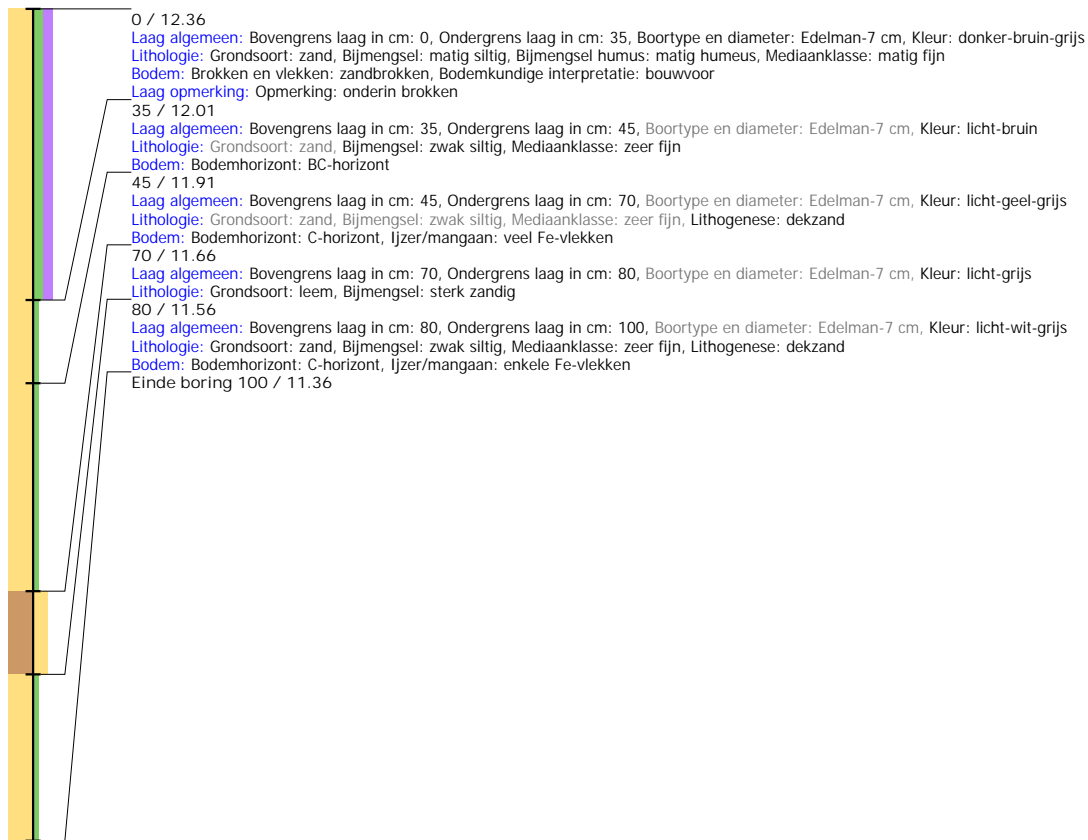 0 / 12.36
Laag algemeen: Bovengrens laag in cm: 0, Ondergrens laag in cm: 35, Boortype en diameter: Edelman-7 cm, Kleur: donker-bruin-grijs
Lithologie: Grondsoort: zand, Bijmengsel: matig siltig, Bijmengsel humus: matig humeus, Mediaanklasse: matig fijn
Bodem: Brokken en vlekken: zandbrokken, Bodemkundige interpretatie: bouwvoor
Laag opmerking: Opmerking: onderin brokken
35 / 12.01
Laag algemeen: Bovengrens laag in cm: 35, Ondergrens laag in cm: 45, Boortype en diameter: Edelman-7 cm, Kleur: licht-bruin
Lithologie: Grondsoort: zand, Bijmengsel: zwak siltig, Mediaanklasse: zeer fijn
Bodem: Bodemhorizont: BC-horizont
45 / 11.91
Laag algemeen: Bovengrens laag in cm: 45, Ondergrens laag in cm: 70, Boortype en diameter: Edelman-7 cm, Kleur: licht-geel-grijs
Lithologie: Grondsoort: zand, Bijmengsel: zwak siltig, Mediaanklasse: zeer fijn, Lithogenese: dekzand
Bodem: Bodemhorizont: C-horizont, Ijzer/mangaan: veel Fe-vlekken
70 / 11.66
Laag algemeen: Bovengrens laag in cm: 70, Ondergrens laag in cm: 80, Boortype en diameter: Edelman-7 cm, Kleur: licht-grijs
Lithologie: Grondsoort: leem, Bijmengsel: sterk zandig
80 / 11.56
Laag algemeen: Bovengrens laag in cm: 80, Ondergrens laag in cm: 100, Boortype en diameter: Edelman-7 cm, Kleur: licht-wit-grijs
Lithologie: Grondsoort: zand, Bijmengsel: zwak siltig, Mediaanklasse: zeer fijn, Lithogenese: dekzand
Bodem: Bodemhorizont: C-horizont, Ijzer/mangaan: enkele Fe-vlekken
Einde boring 100 / 11.36